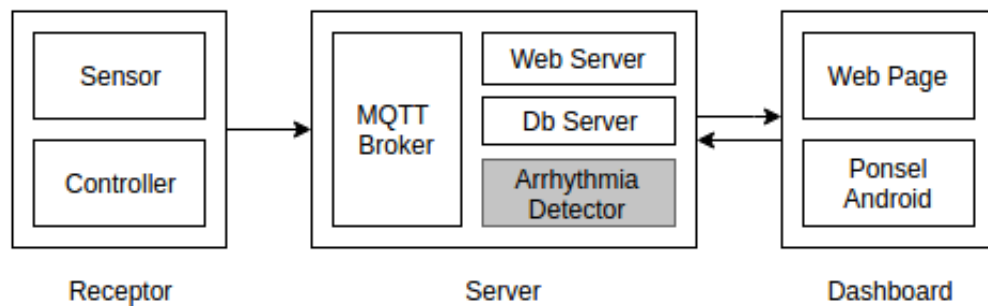 Sensor
Controller
Receptor
MQTT
Broker
Web Server
Db Server
Arrhythmia
Detector
Server
Web Page
Ponsel
Android
Dashboard